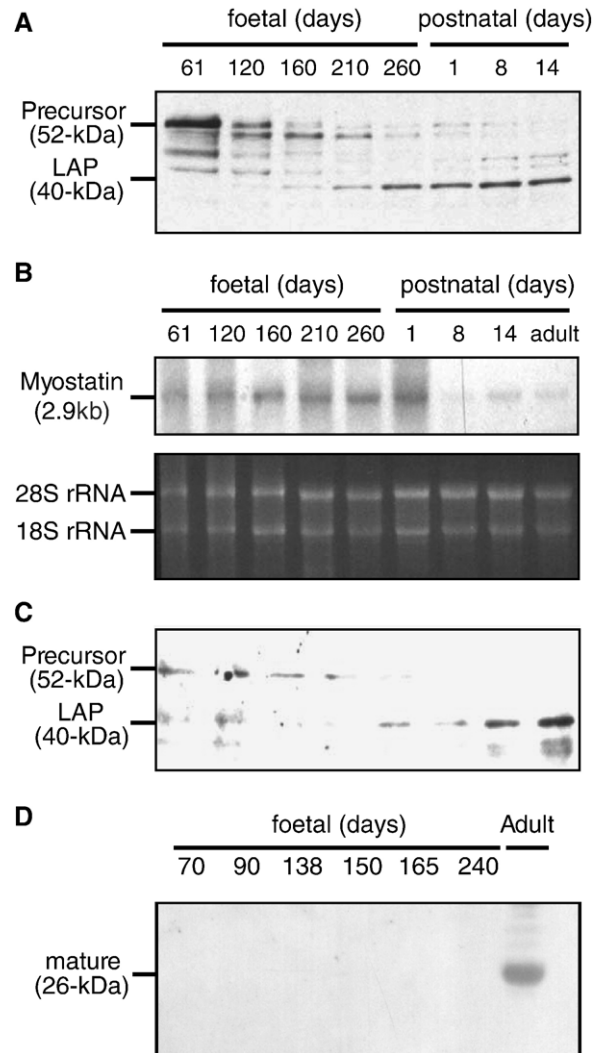 A
foetal (days) postnatal (days)
61 120 160 210 260 1 8 14
Precursor
(52-kDa)
LAP
(40-kDa)
B
foetal (days) postnatal (days)
61 120 160 210 260 1 8 14 adult
Myostatin
(2.9kb)
28S rRNA
18S rRNA
C
Precursor
(52-kDa)
LAP
(40-kDa)
D
foetal (days) Adult
70 90 138 150 165 240
mature
(26-kDa)